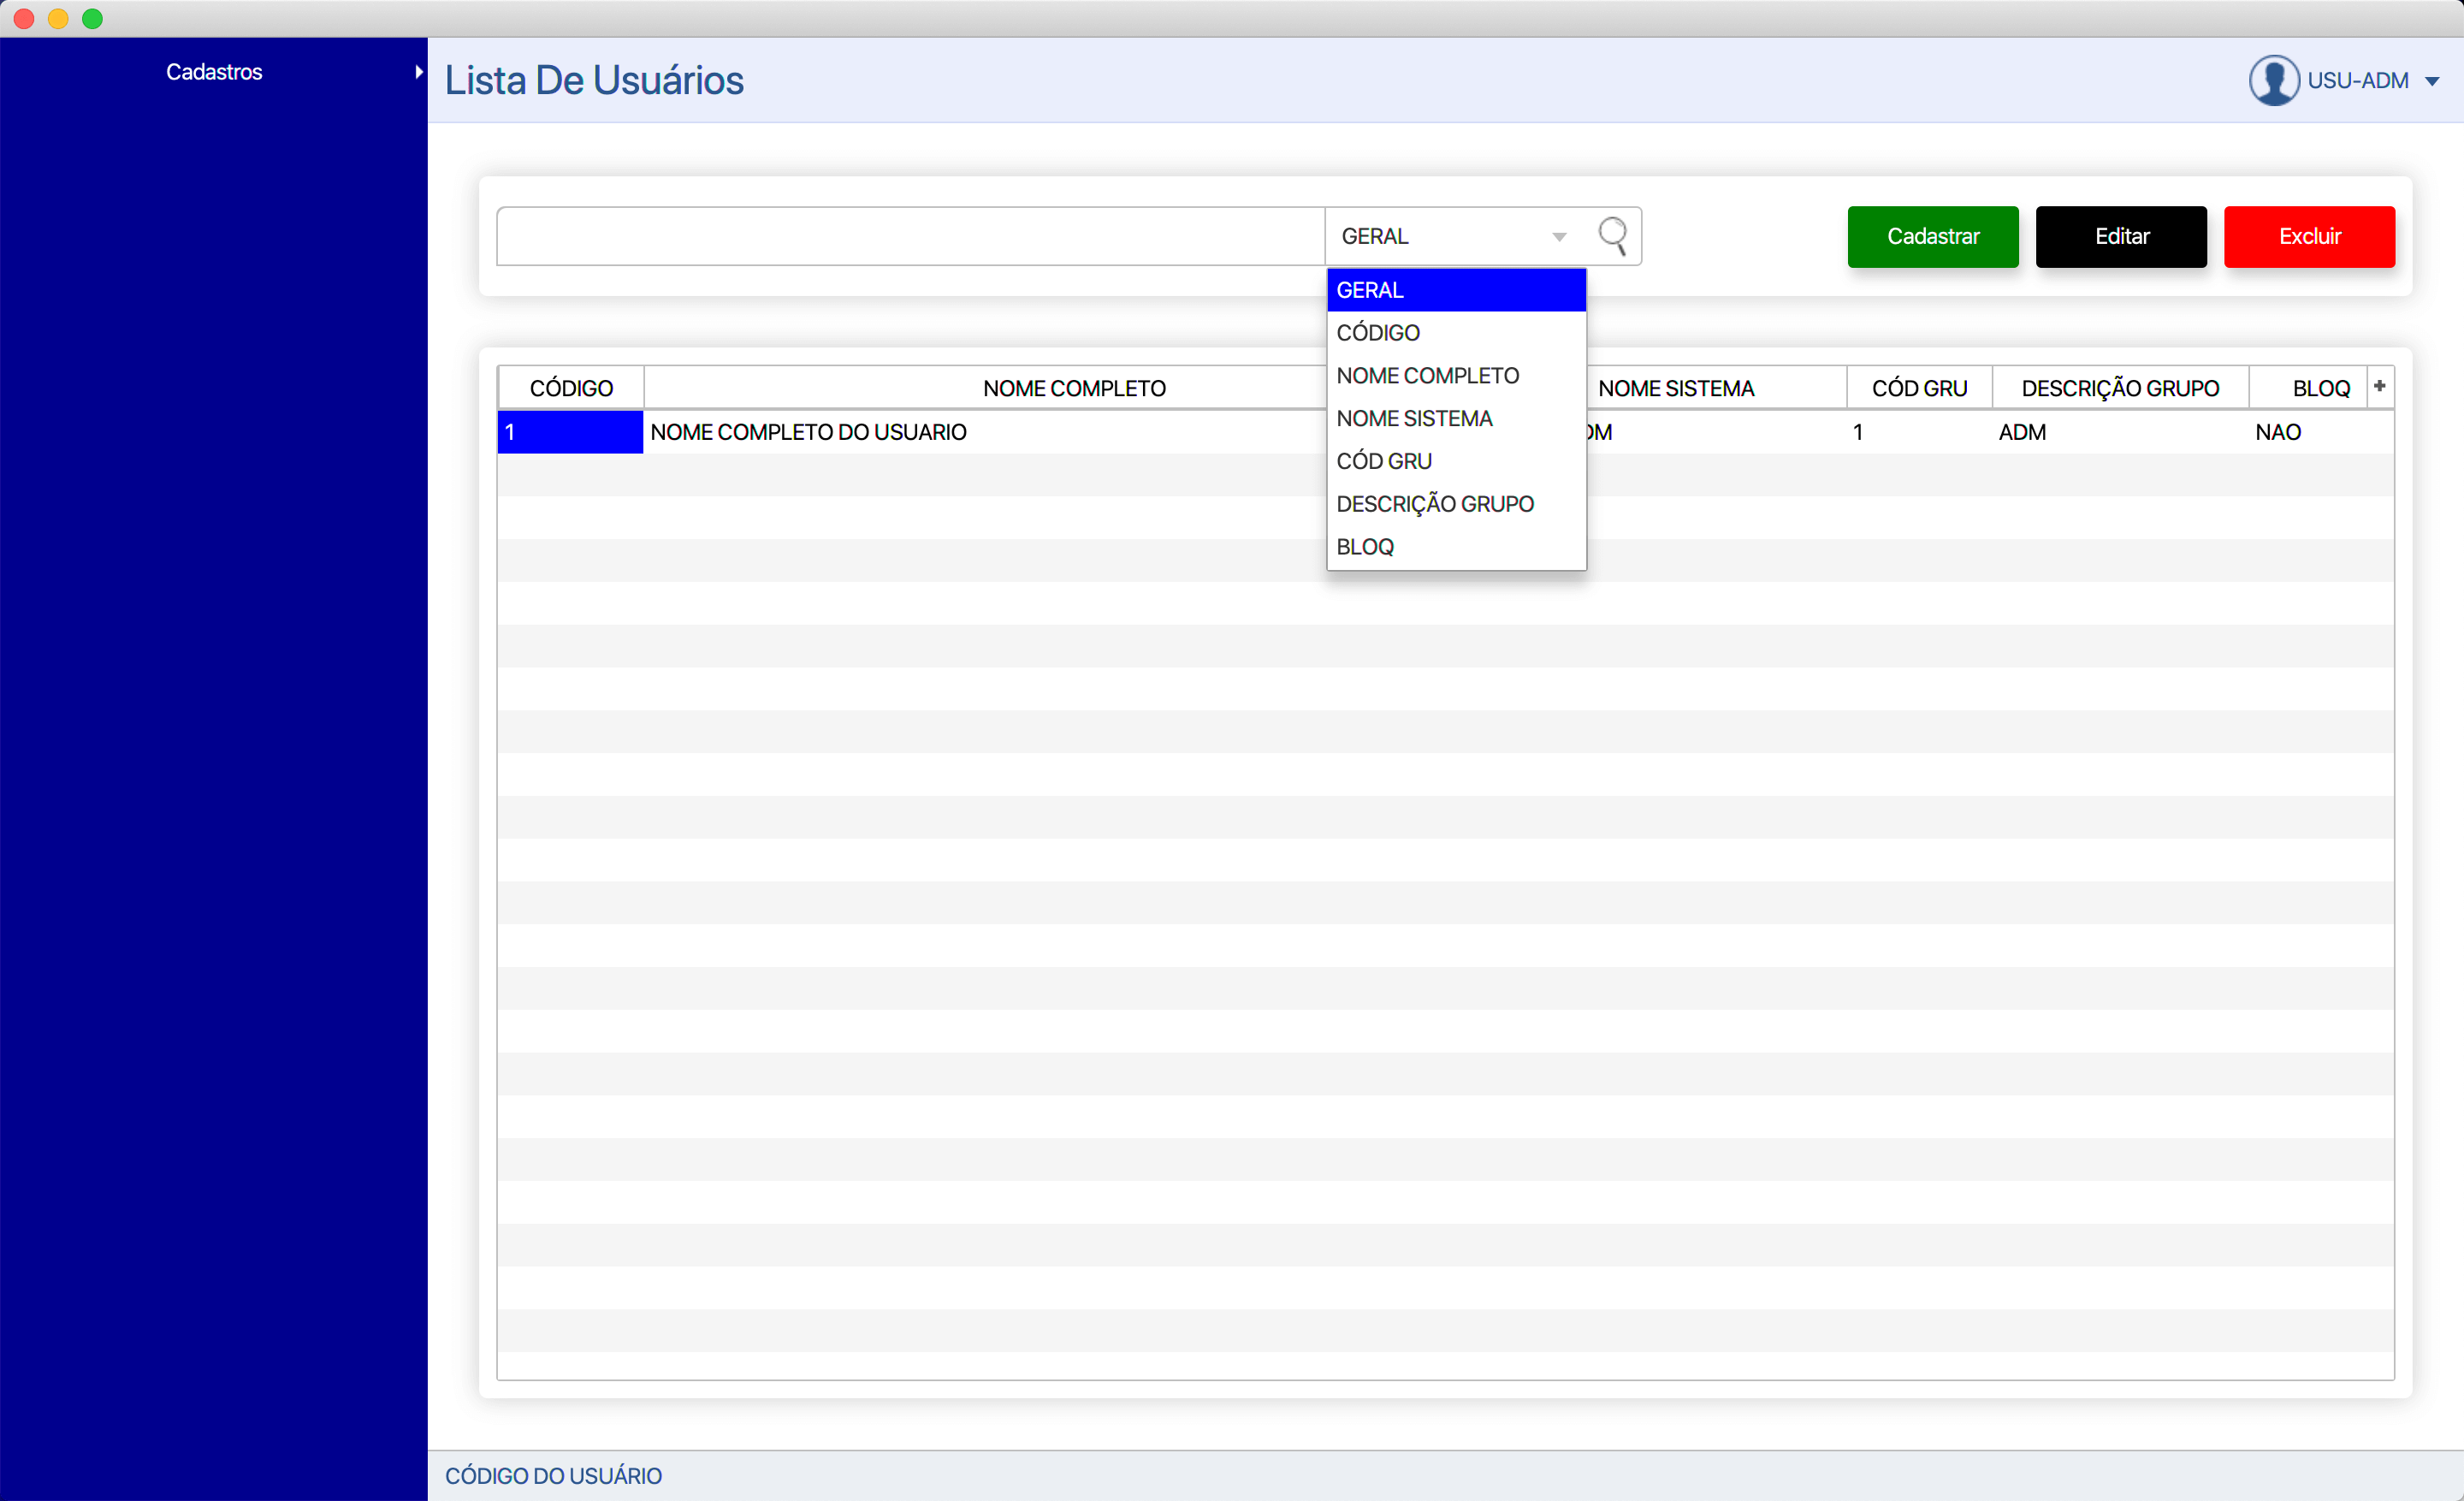 Cadastros
Lista De Usuários
USU-ADM
GERAL
Cadastrar
Editar
Excluir
GERAL
CÓDIGO
NOME COMPLETO
NOME SISTEMA
CÓD GRU
DESCRIÇÃO GRUPO
BLOQ
CÓDIGO NOME COMPLETO NOME SISTEMA CÓD GRU DESCRIÇÃO GRUPO BLOQ +
1 NOME COMPLETO DO USUARIO 1 ADM NAO
CÓDIGO DO USUÁRIO